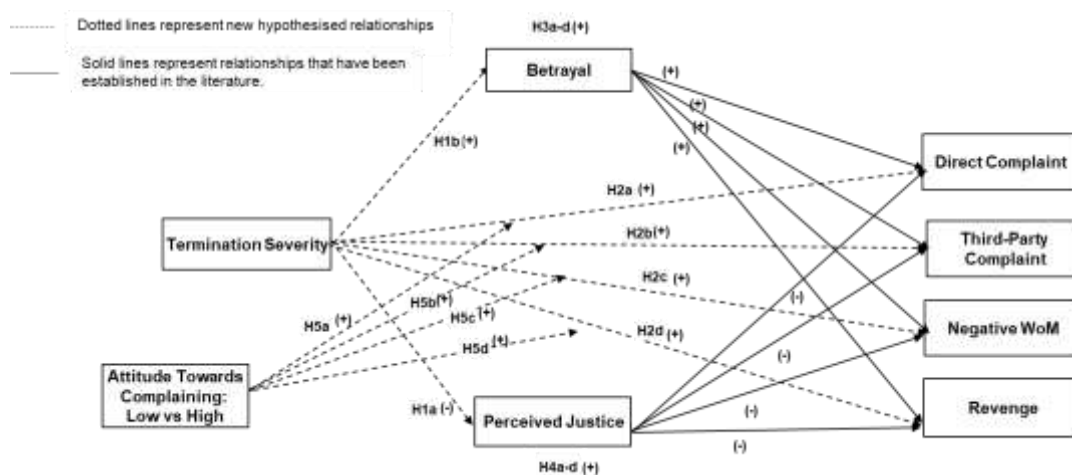 Dotted lines represent new hypothesised relationships
Solid lines represent relationships that have been
established in the literature.
H3a-d (+)
Betrayal
(+)
(+)
(+)
(+)
H1b (+)
H2a (+)
Direct Complaint
Termination Severity
H2b(+)
Third-Party
Complaint
H2c (+)
H5a (+)
H5b(+)
H5c (+)
H5d (+)
(-)
H2d (+)
Negative WoM
(-)
Attitude Towards
Complaining:
Low vs High
H1a (-)
Perceived Justice
(-)
(-)
Revenge
H4a-d (+)